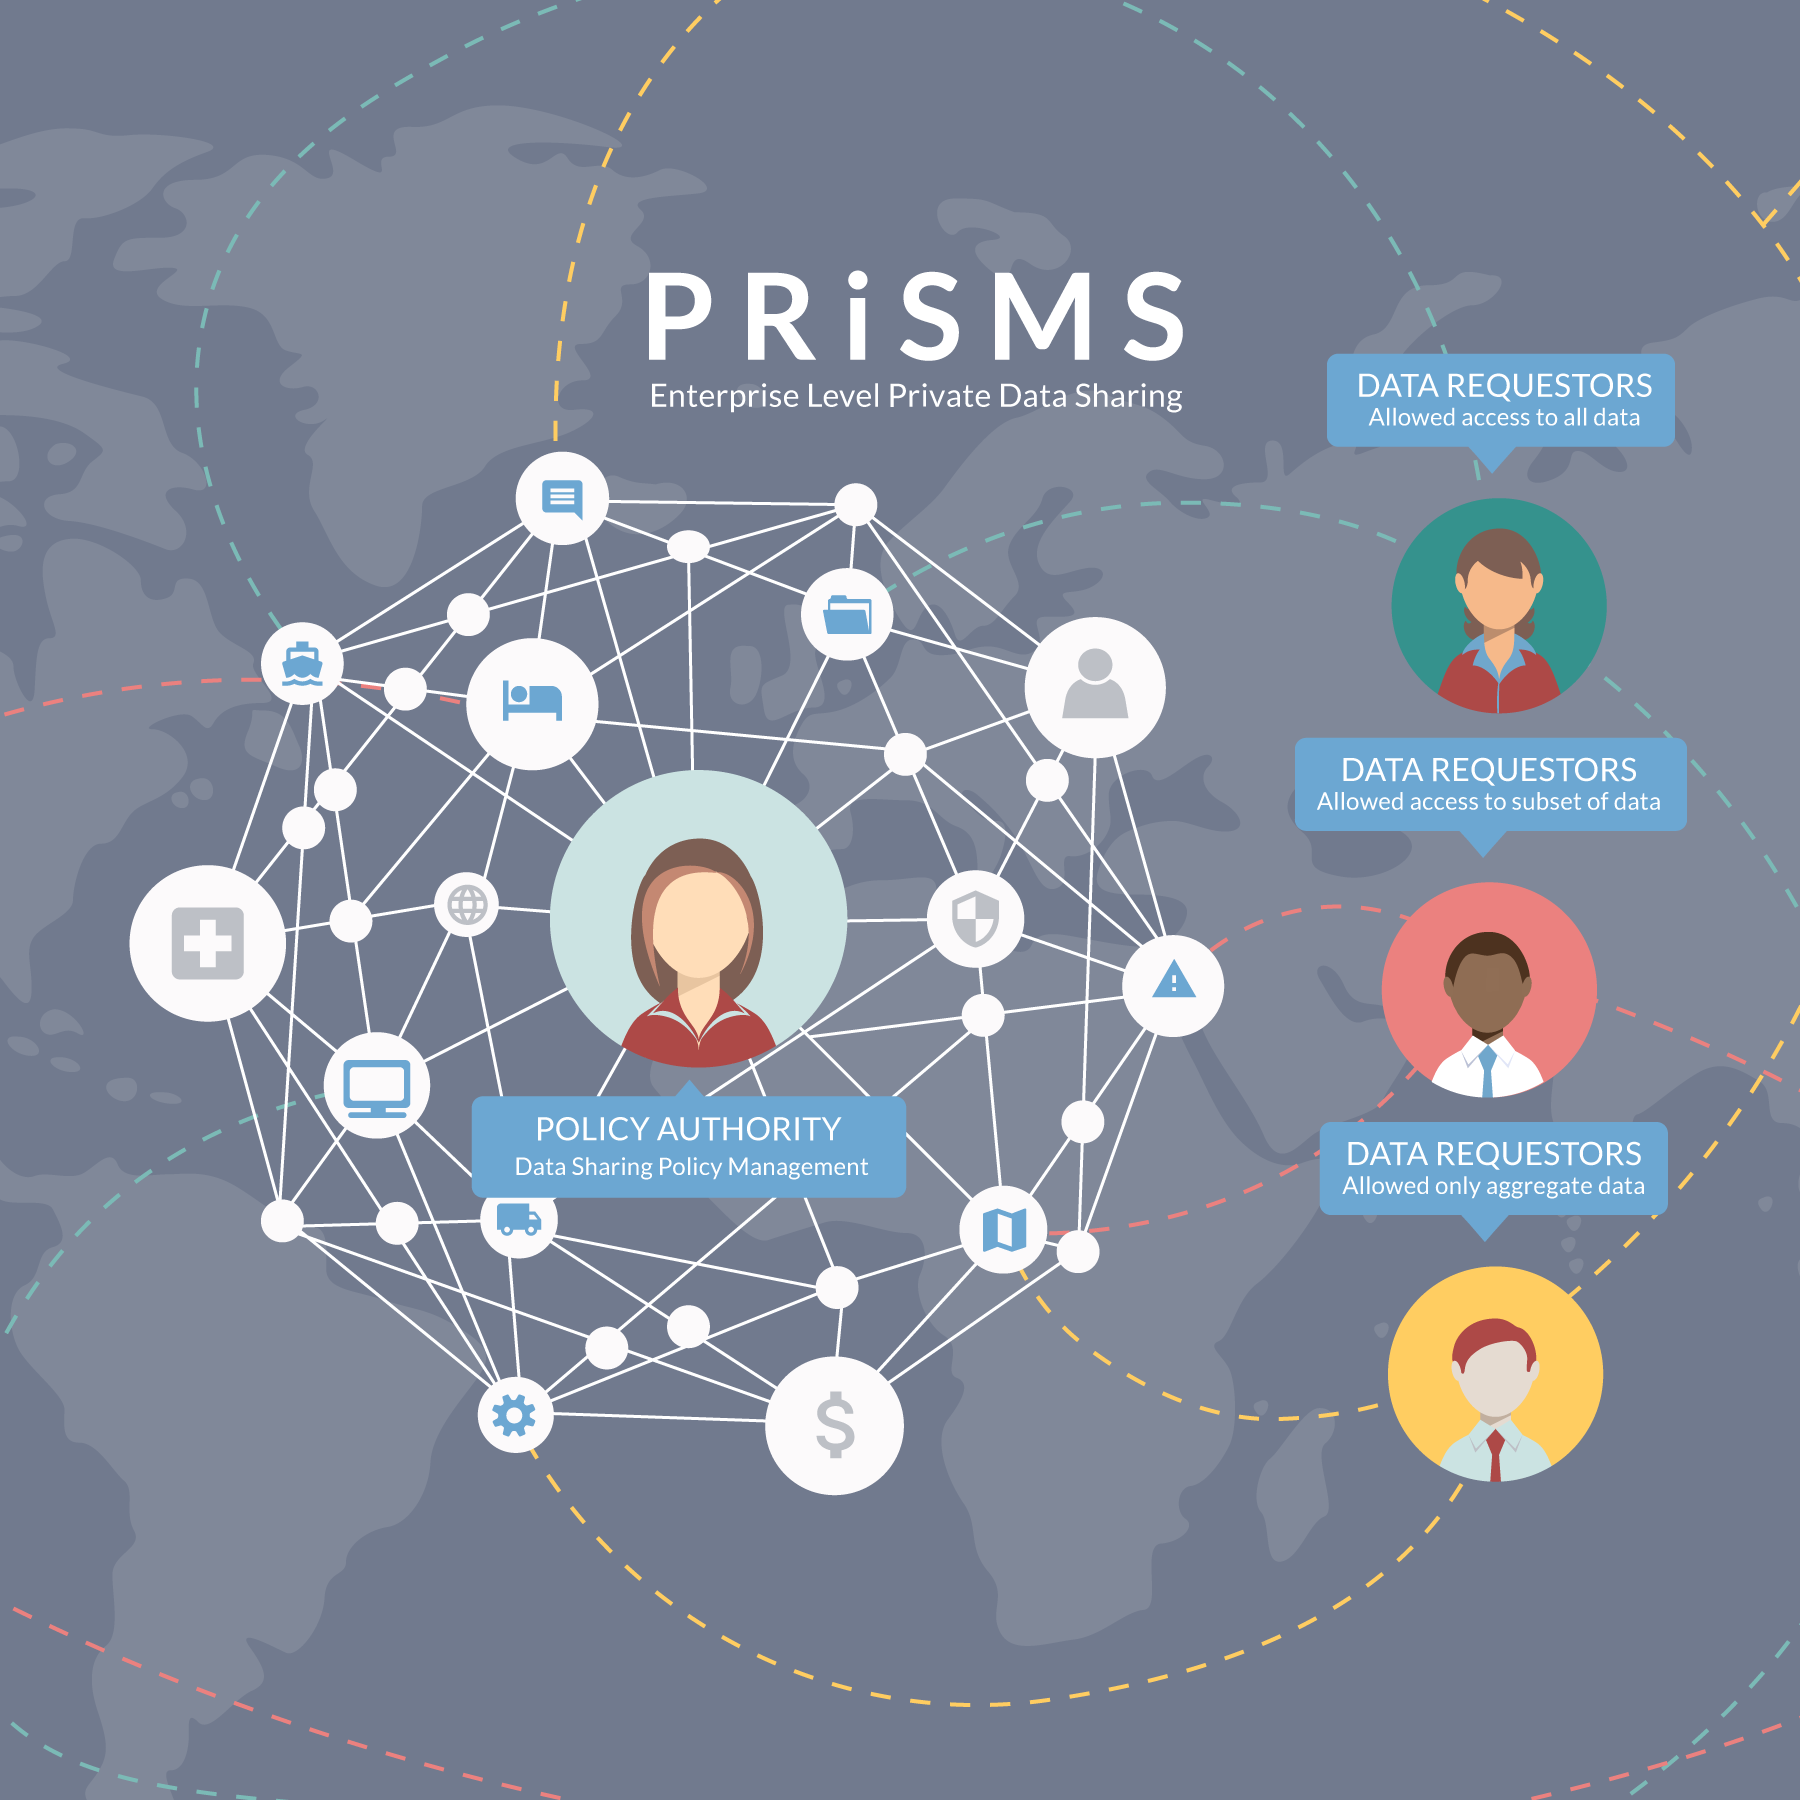 PRiSMS
Enterprise Level Private Data Sharing
DATA REQUESTORS
Allowed access to all data
DATA REQUESTORS
Allowed access to subset of data
POLICY AUTHORITY
Data Sharing Policy Management
DATA REQUESTORS
Allowed only aggregate data
$